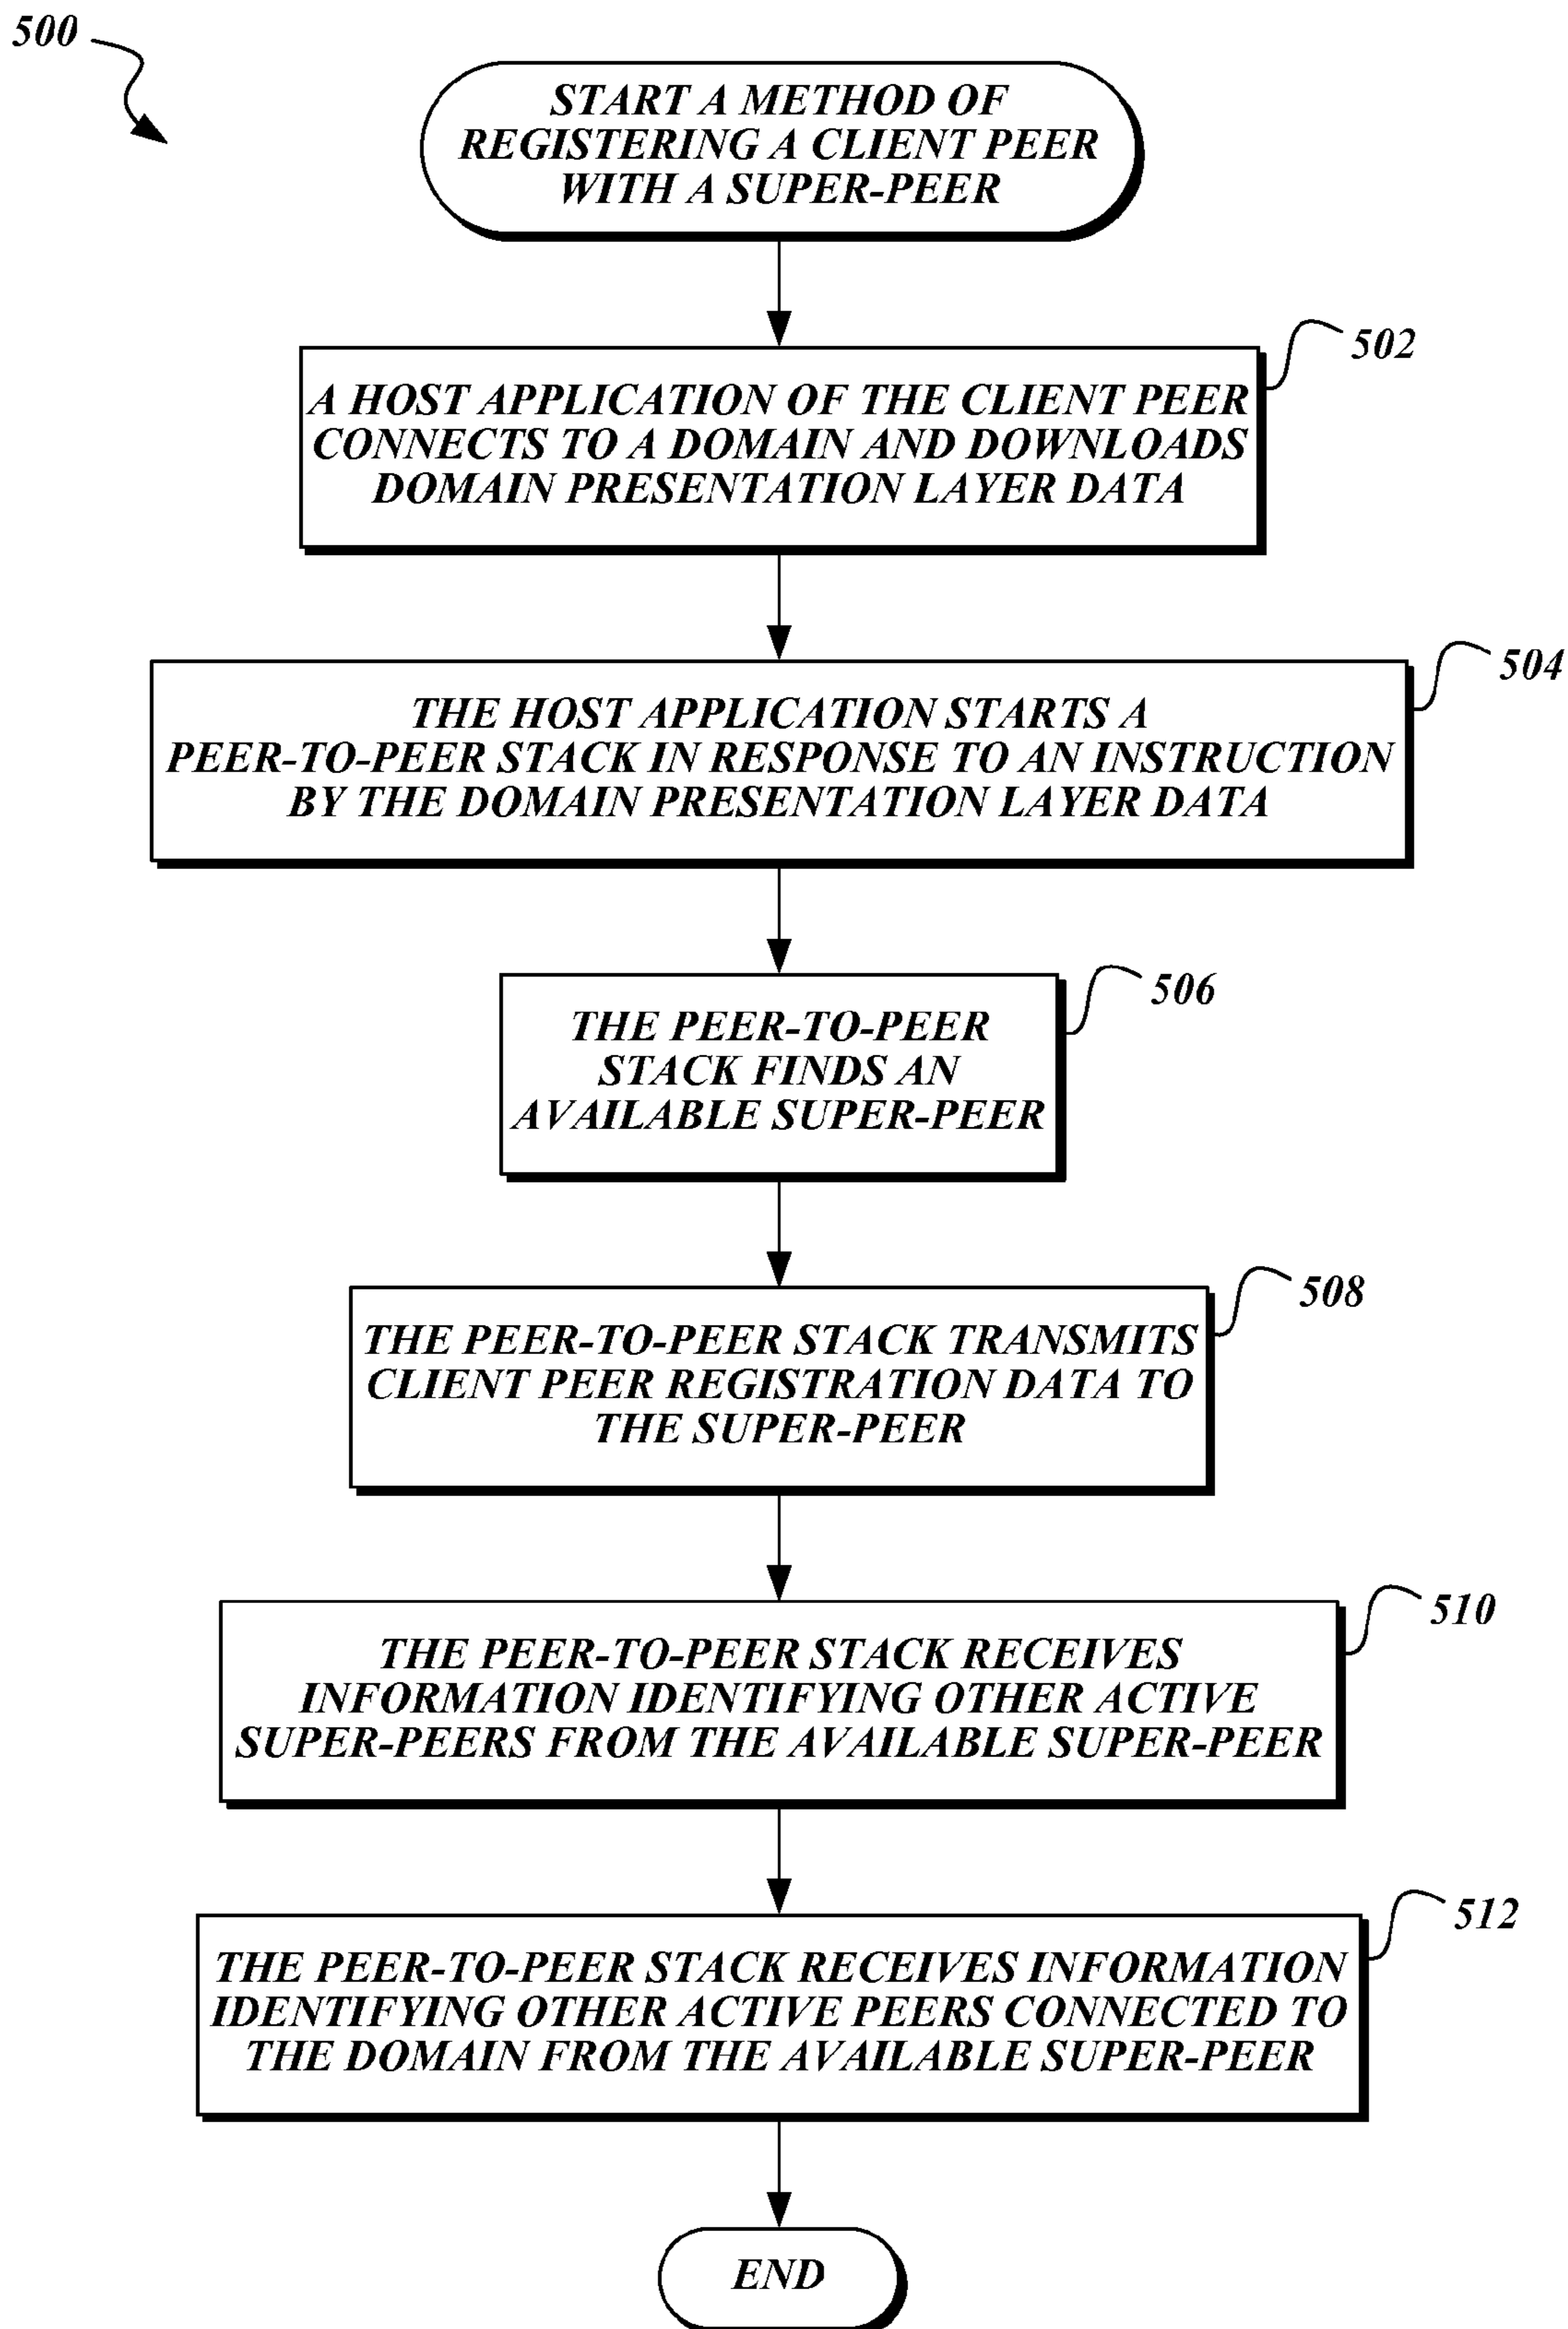 500
START A METHOD OF
REGISTERING A CLIENT PEER
WITH A SUPER-PEER
502
A HOST APPLICATION OF THE CLIENT PEER
CONNECTS TO A DOMAIN AND DOWNLOADS
DOMAIN PRESENTATION LAYER DATA
504
THE HOST APPLICATION STARTS A
PEER-TO-PEER STACK IN RESPONSE TO AN INSTRUCTION
BY THE DOMAIN PRESENTATION LAYER DATA
506
THE PEER-TO-PEER
STACK FINDS AN
AVAILABLE SUPER-PEER
508
THE PEER-TO-PEER STACK TRANSMITS
CLIENT PEER REGISTRATION DATA TO
THE SUPER-PEER
510
THE PEER-TO-PEER STACK RECEIVES
INFORMATION IDENTIFYING OTHER ACTIVE
SUPER-PEERS FROM THE AVAILABLE SUPER-PEER
512
THE PEER-TO-PEER STACK RECEIVES INFORMATION
IDENTIFYING OTHER ACTIVE PEERS CONNECTED TO
THE DOMAIN FROM THE AVAILABLE SUPER-PEER
END